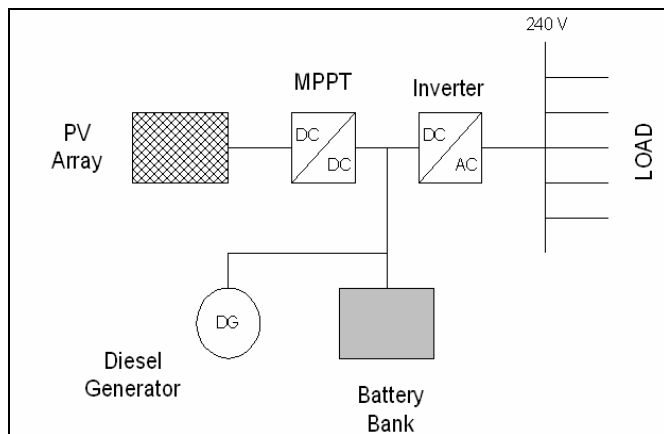 240 V
MPPT
Inverter
PV
Array
DC
DC
DC
AC
LOAD
DG
Diesel
Generator
Battery
Bank